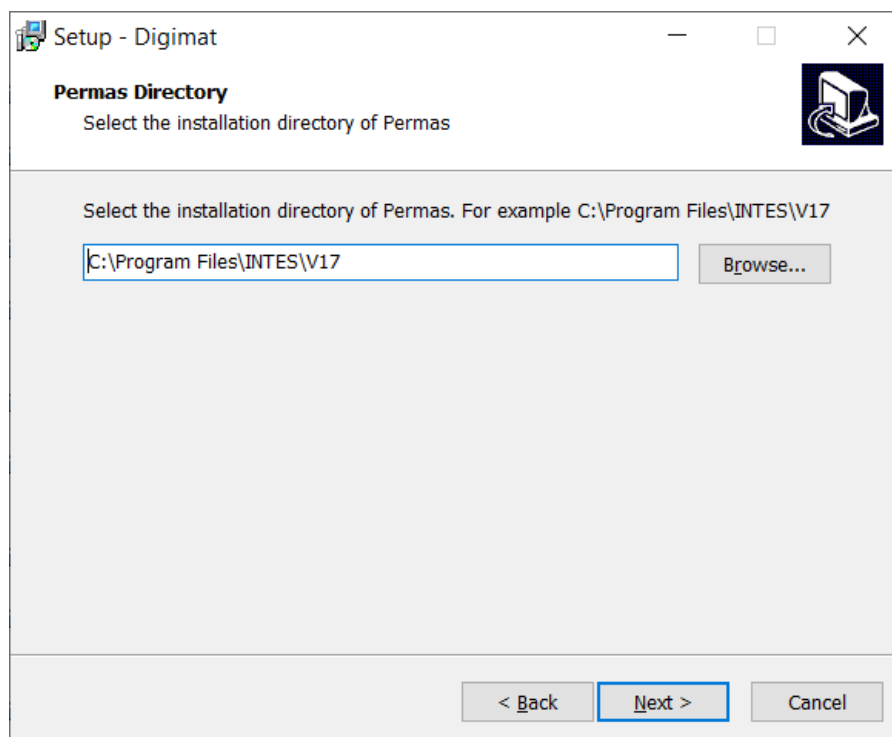 Setup - Digimat
Permas Directory
Select the installation directory of Permas
Select the installation directory of Permas. For example C:\Program Files\INTES\V17
C:\Program Files\INTES\V17
Browse...
< Back
Next >
Cancel